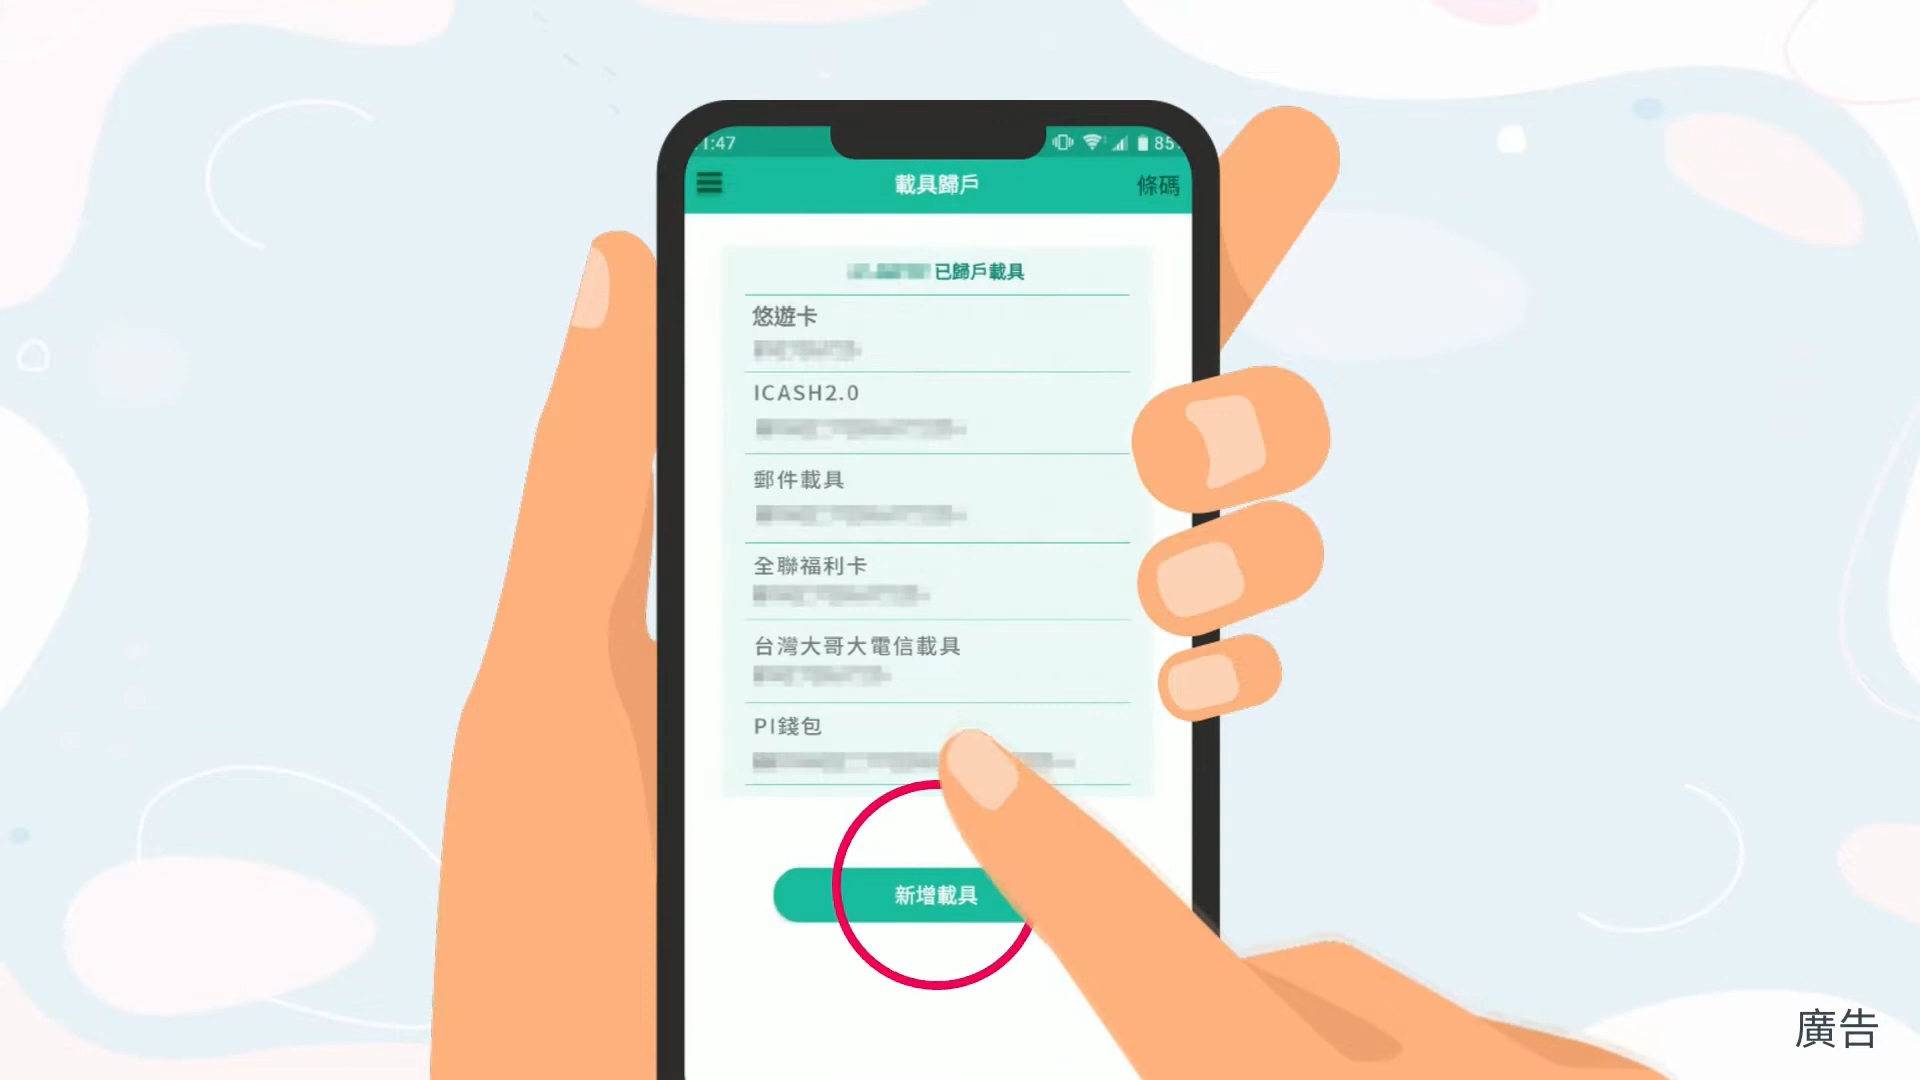 1:47
85
載具歸戶
條碼
已歸戶載具
悠遊卡
ICASH2.0
郵件載具
全聯福利卡
台灣大哥大電信載具
PI錢包
新增載具
廣告